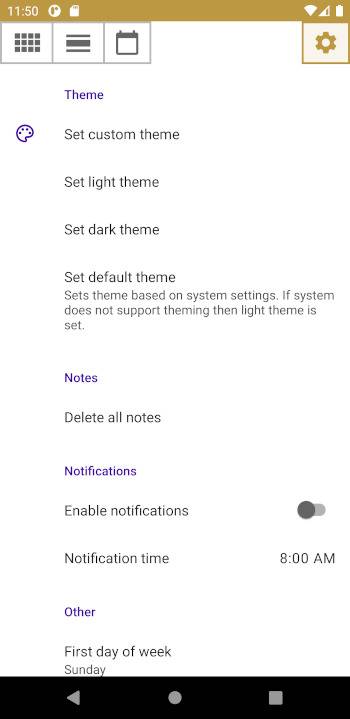 11:50
Theme
Set custom theme
Set light theme
Set dark theme
Set default theme
Sets theme based on system settings. If system
does not support theming then light theme is
set.
Notes
Delete all notes
Notifications
Enable notifications
Notification time 8:00 AM
Other
First day of week
Sunday